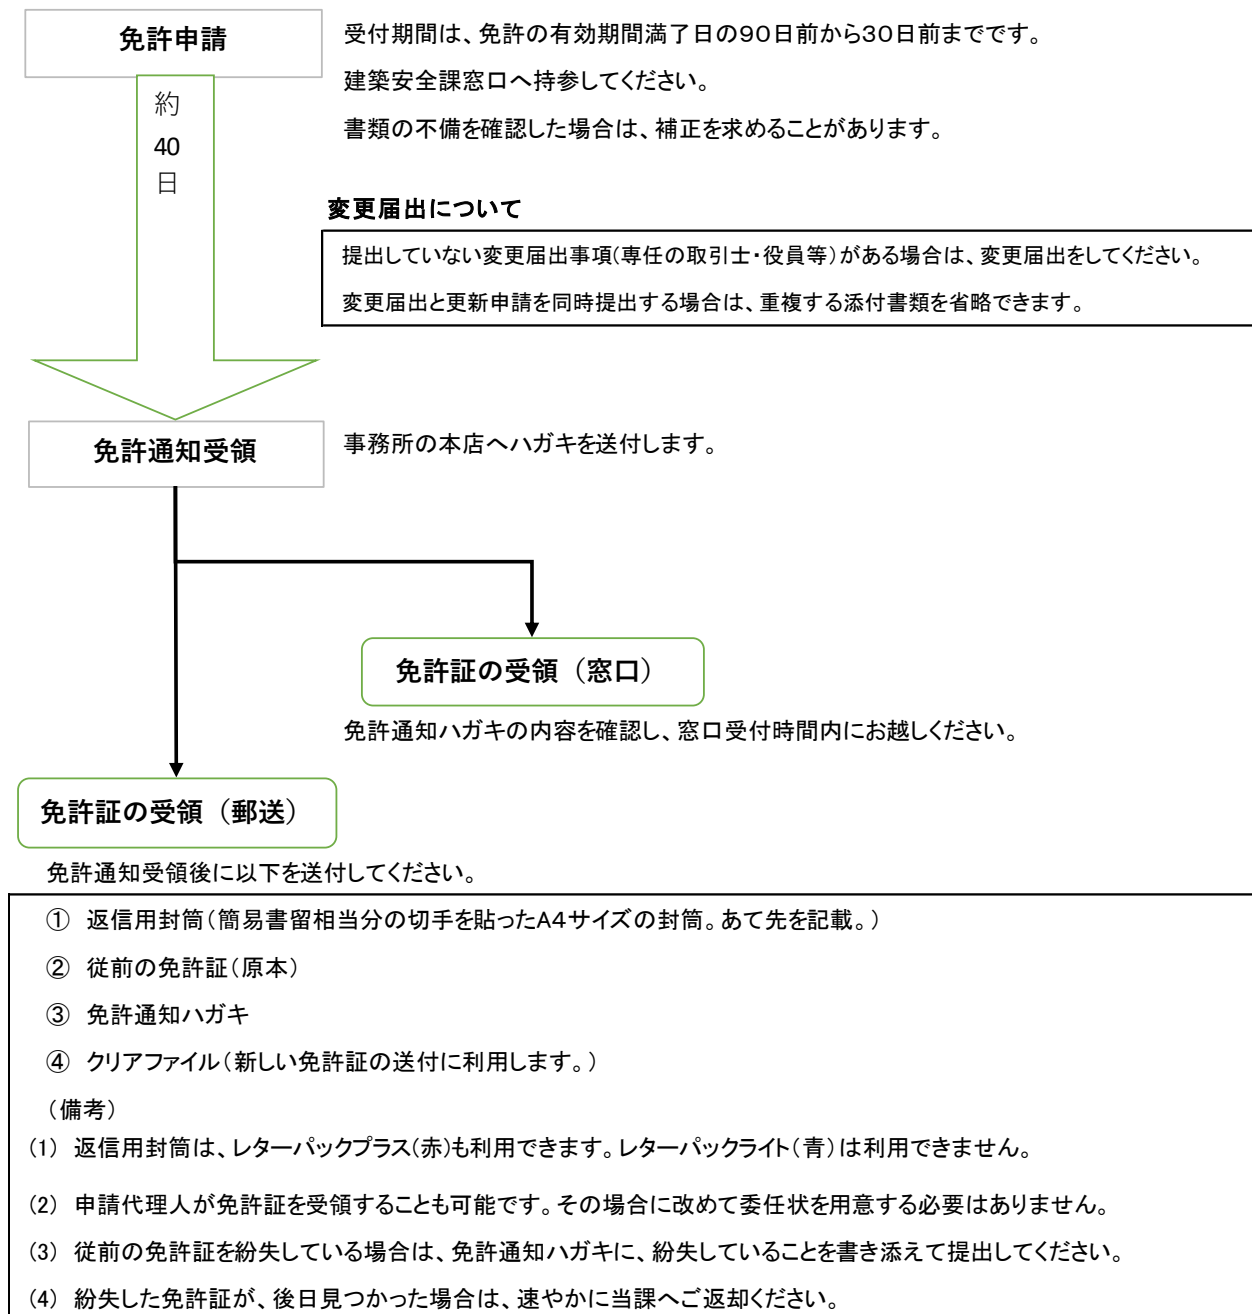 免許申請
受付期間は、免許の有効期間満了日の90日前から30日前までです。
建築安全課窓口へ持参してください。
書類の不備を確認した場合は、補正を求めることがあります。
約
40
日
変更届出について
提出していない変更届出事項(専任の取引士・役員等)がある場合は、変更届出をしてください。
変更届出と更新申請を同時提出する場合は、重複する添付書類を省略できます。
免許通知受領
事務所の本店へハガキを送付します。
免許証の受領（窓口）
免許通知ハガキの内容を確認し、窓口受付時間内にお越しください。
免許証の受領（郵送）
免許通知受領後に以下を送付してください。
① 返信用封筒(簡易書留相当分の切手を貼ったA4サイズの封筒。あて先を記載。)
② 従前の免許証(原本)
③ 免許通知ハガキ
④ クリアファイル(新しい免許証の送付に利用します。)
(備考)
(1) 返信用封筒は、レターパックプラス(赤)も利用できます。レターパックライト(青)は利用できません。
(2) 申請代理人が免許証を受領することも可能です。その場合に改めて委任状を用意する必要はありません。
(3) 従前の免許証を紛失している場合は、免許通知ハガキに、紛失していることを書き添えて提出してください。
(4) 紛失した免許証が、後日見つかった場合は、速やかに当課へご返却ください。